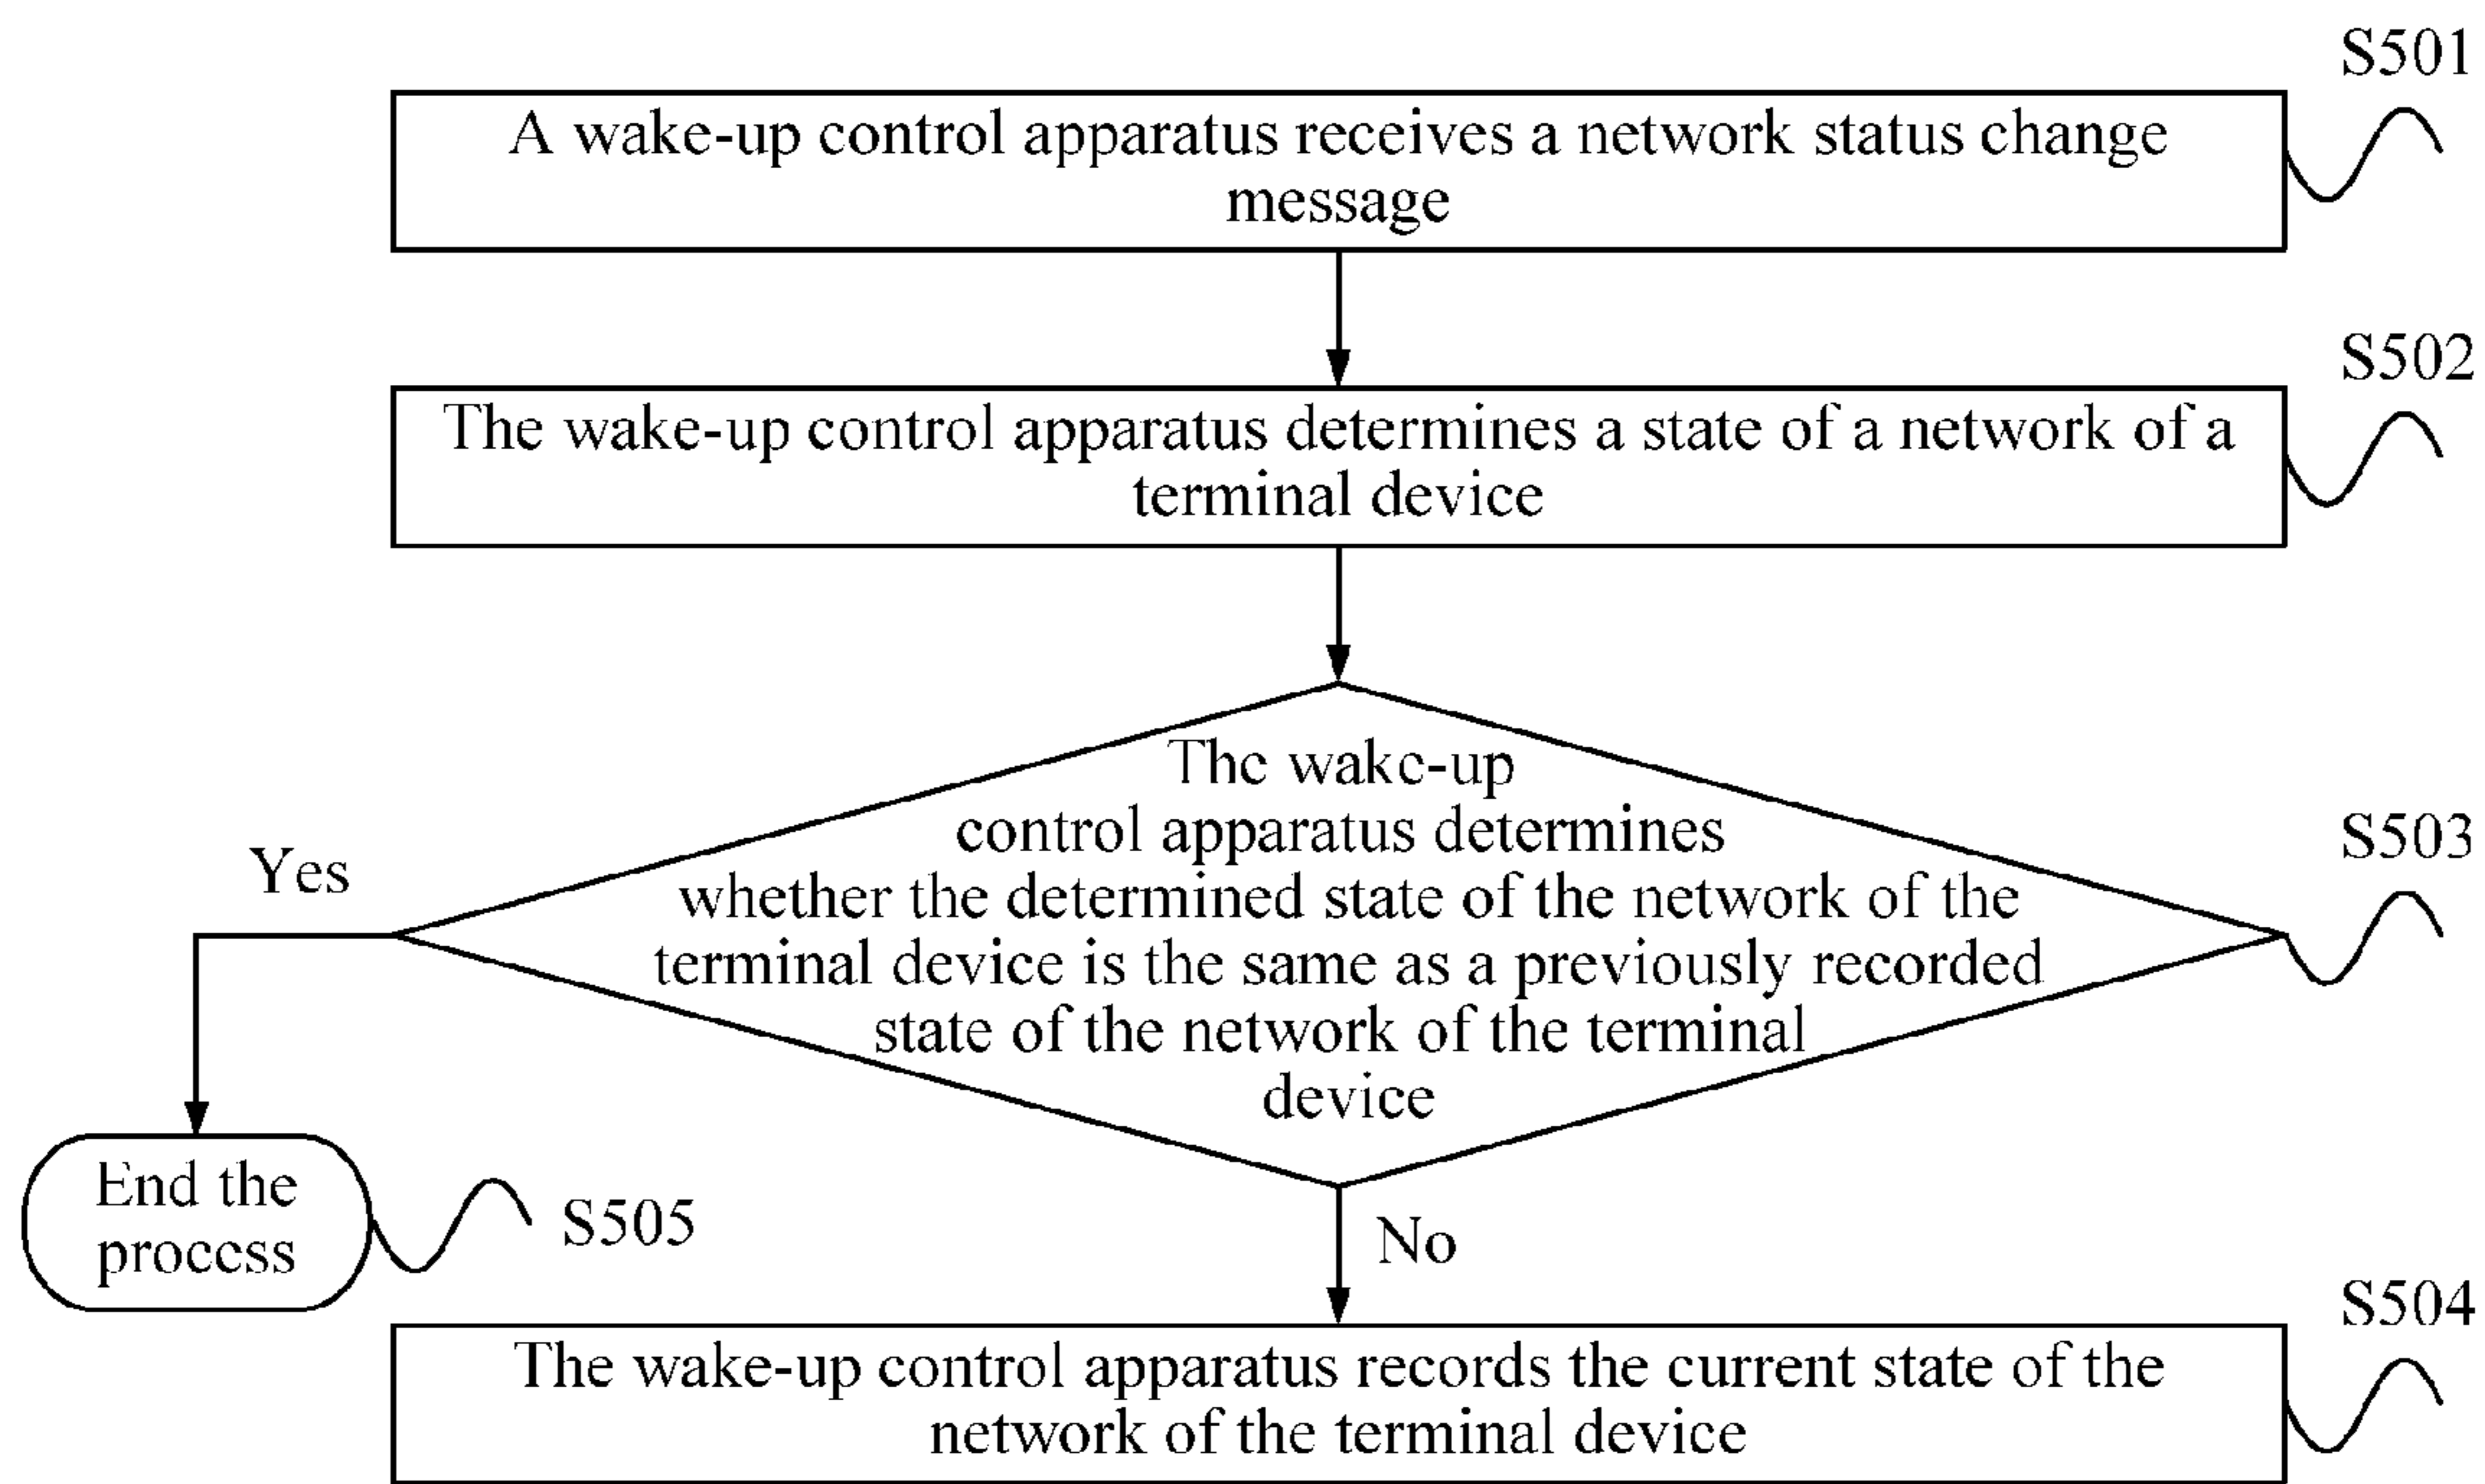 S501
A wake-up control apparatus receives a network status change
message
S502
The wake-up control apparatus determines a state of a network of a
terminal device
The wake-up
control apparatus determines
whether the determined state of the network of the
terminal device is the same as a previously recorded
state of the network of the terminal
device
S503
Yes
End the
process
S505
No
S504
The wake-up control apparatus records the current state of the
network of the terminal device